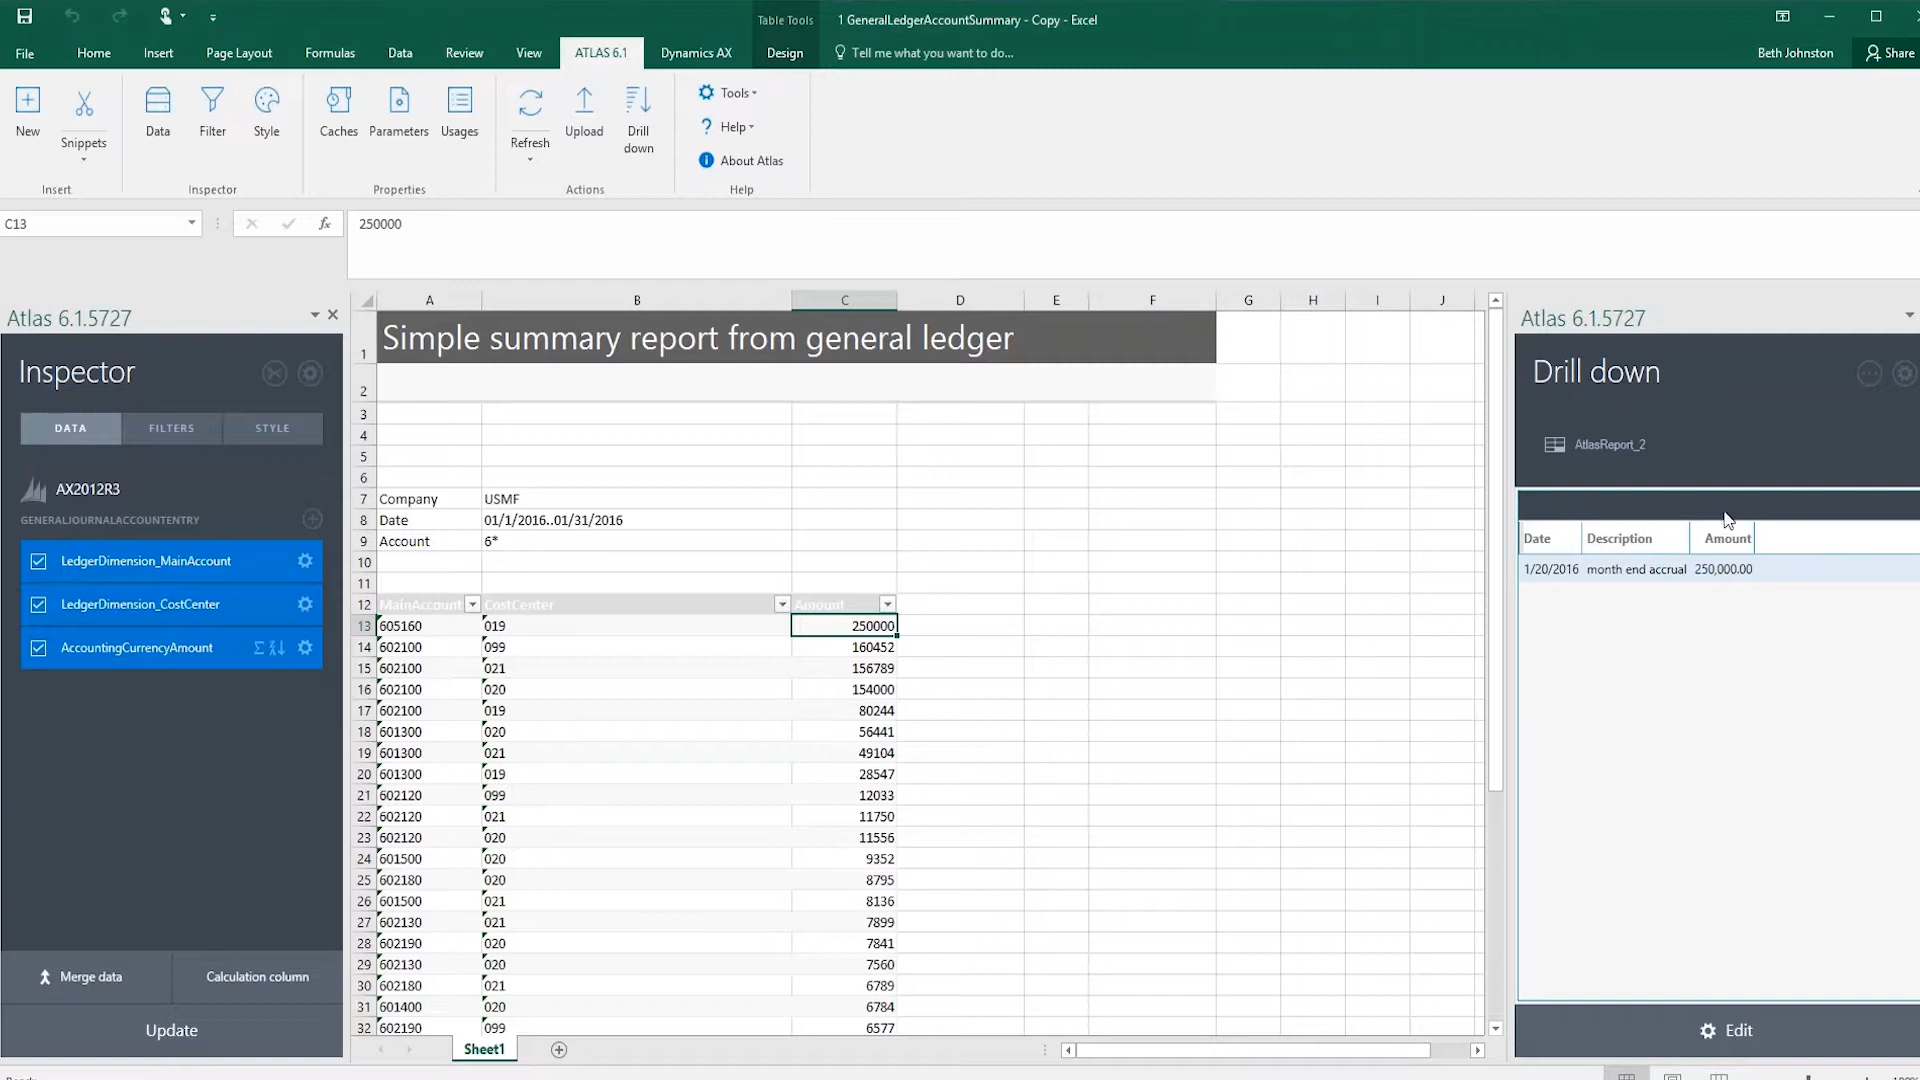 Table Tools
1 GeneralLedgerAccountSummary - Copy - Excel
File Home Insert Page Layout Formulas Data Review View ATLAS 6.1 Dynamics AX Design Tell me what you want to do... Beth Johnston Share
New Snippets Data Filter Style Caches Parameters Usages Refresh Upload Drill down
Tools
Help
About Atlas
Insert Inspector Properties Actions Help
C13 fx 250000
Atlas 6.1.5727
Inspector
DATA FILTERS STYLE
AX2012R3
GENERALJOURNALACCOUNTENTRY
LedgerDimension_MainAccount
LedgerDimension_CostCenter
AccountingCurrencyAmount
Merge data Calculation column
Update
A B C D E F G H I J
1 Simple summary report from general ledger
2
3
4
5
6
7 Company USMF
8 Date 01/1/2016..01/31/2016
9 Account 6*
10
11
12 MainAccount CostCenter Amount
13 605160 019 250000
14 602100 099 160452
15 602100 021 156789
16 602100 020 154000
17 602100 019 80244
18 601300 020 56441
19 601300 021 49104
20 601300 019 28547
21 602120 099 12033
22 602120 021 11750
23 602120 020 11556
24 601500 020 9352
25 602180 020 8795
26 601500 021 8136
27 602130 021 7899
28 602190 020 7841
29 602130 020 7560
30 602180 021 6789
31 601400 020 6784
32 602190 099 6577
Sheet1
Atlas 6.1.5727
Drill down
AtlasReport_2
Date Description Amount
1/20/2016 month end accrual 250,000.00
Edit